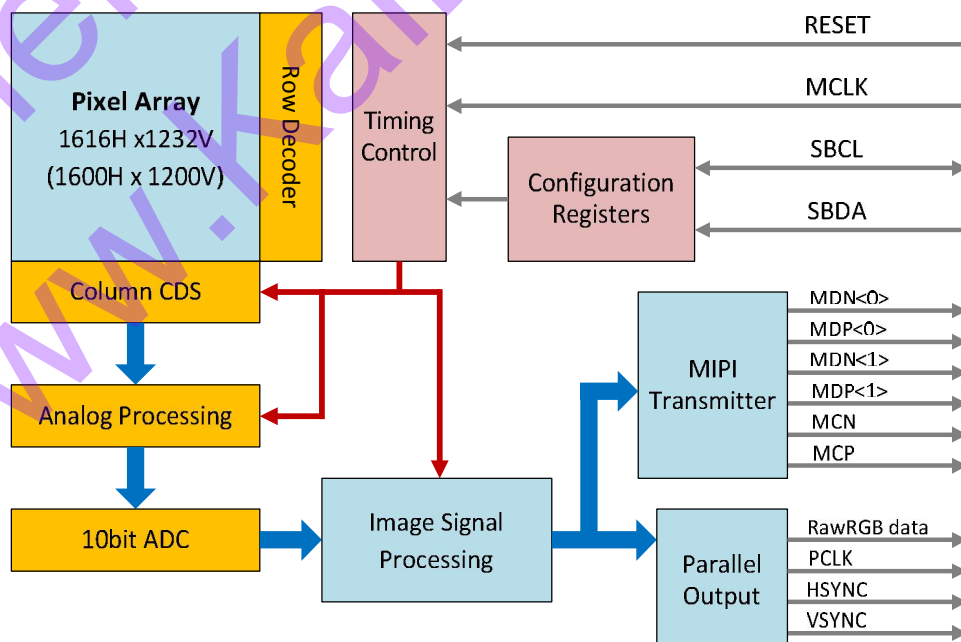 Pixel Array
1616H x1232V
(1600H x 1200V)
Row Decoder
Timing
Control
RESET
MCLK
Configuration
Registers
SBCL
SBDA
Column CDS
Analog Processing
10bit ADC
Image Signal
Processing
MIPI
Transmitter
MDN<0>
MDP<0>
MDN<1>
MDP<1>
MCN
MCP
Parallel
Output
RawRGB data
PCLK
HSYNC
VSYNC